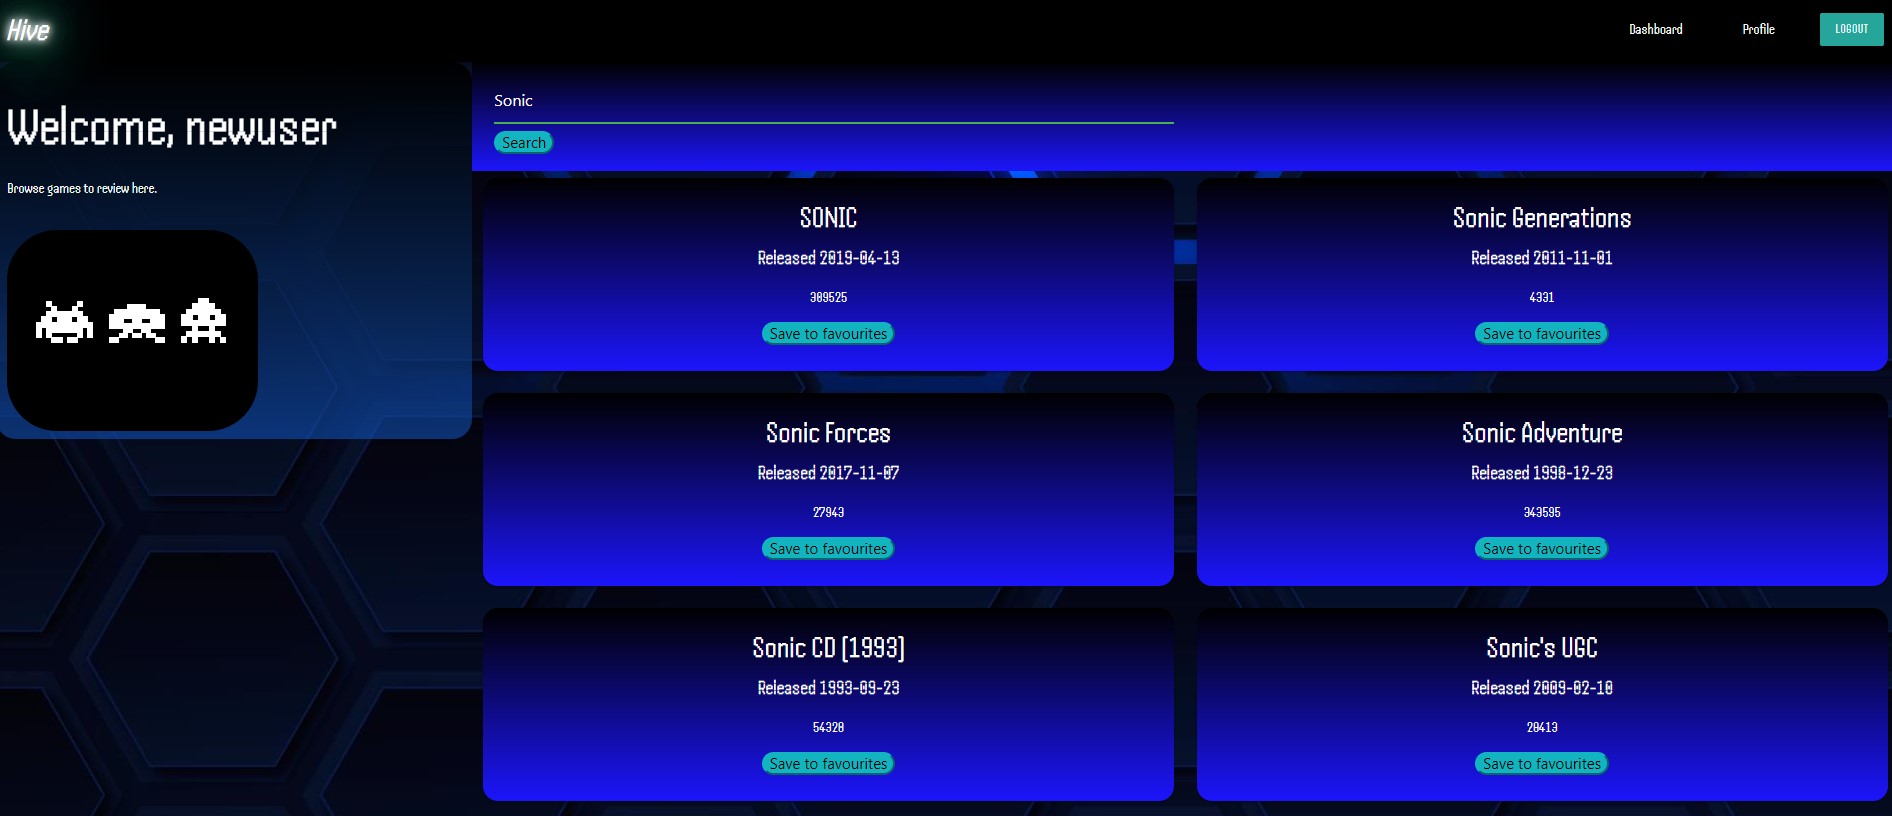 Hive
Dashboard
Profile
LOGOUT
Welcome, newuser
Browse games to review here.
Sonic
Search
SONIC
Released 2019-04-13
309525
Save to favourites
Sonic Generations
Released 2011-11-01
4331
Save to favourites
Sonic Forces
Released 2017-11-07
27943
Save to favourites
Sonic Adventure
Released 1998-12-23
343595
Save to favourites
Sonic CD (1993)
Released 1993-09-23
54320
Save to favourites
Sonic's UGC
Released 2009-02-10
20413
Save to favourites